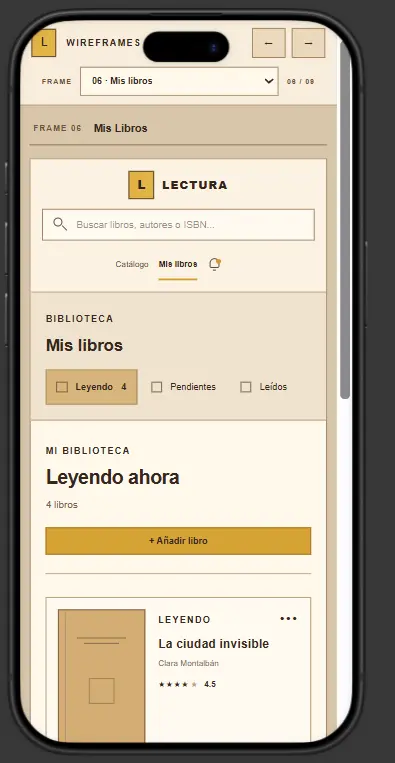 L WIREFRAMES ← →
FRAME 06 · Mis libros 06 / 09
FRAME 06 Mis Libros
L LECTURA
Buscar libros, autores o ISBN...
Catálogo Mis libros
BIBLIOTECA
Mis libros
Leyendo 4 Pendientes Leídos
MI BIBLIOTECA
Leyendo ahora
4 libros
+ Añadir libro
LEYENDO •••
La ciudad invisible
Clara Montalbán
★★★★★ 4.5